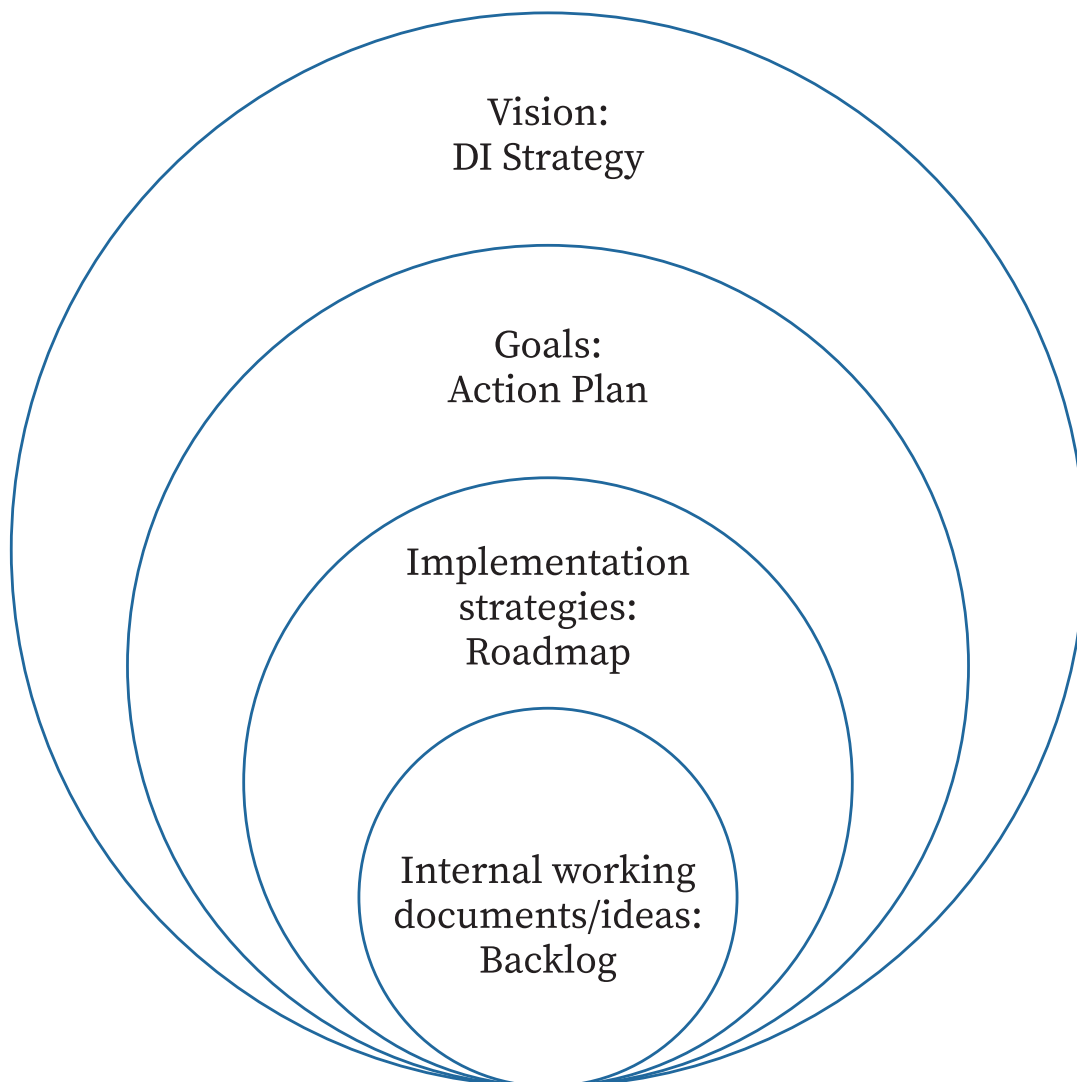 Vision:
DI Strategy
Goals:
Action Plan
Implementation
strategies:
Roadmap
Internal working
documents/ideas:
Backlog